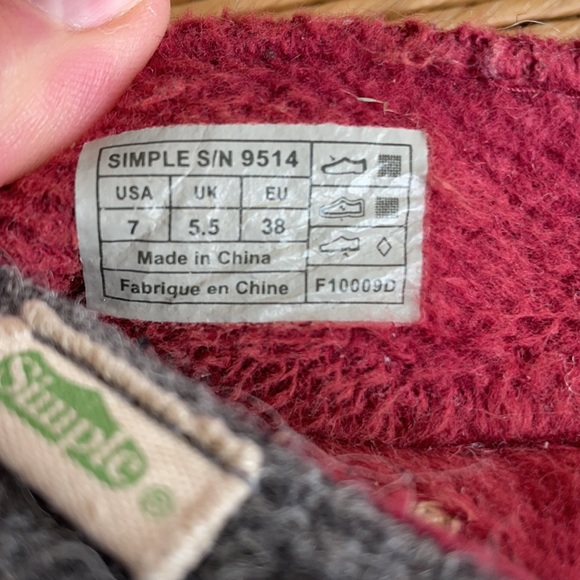 SIMPLE S/N 9514
USA UK EU
7 5.5 38
Made in China
Fabrique en Chine F10009D
Simple®